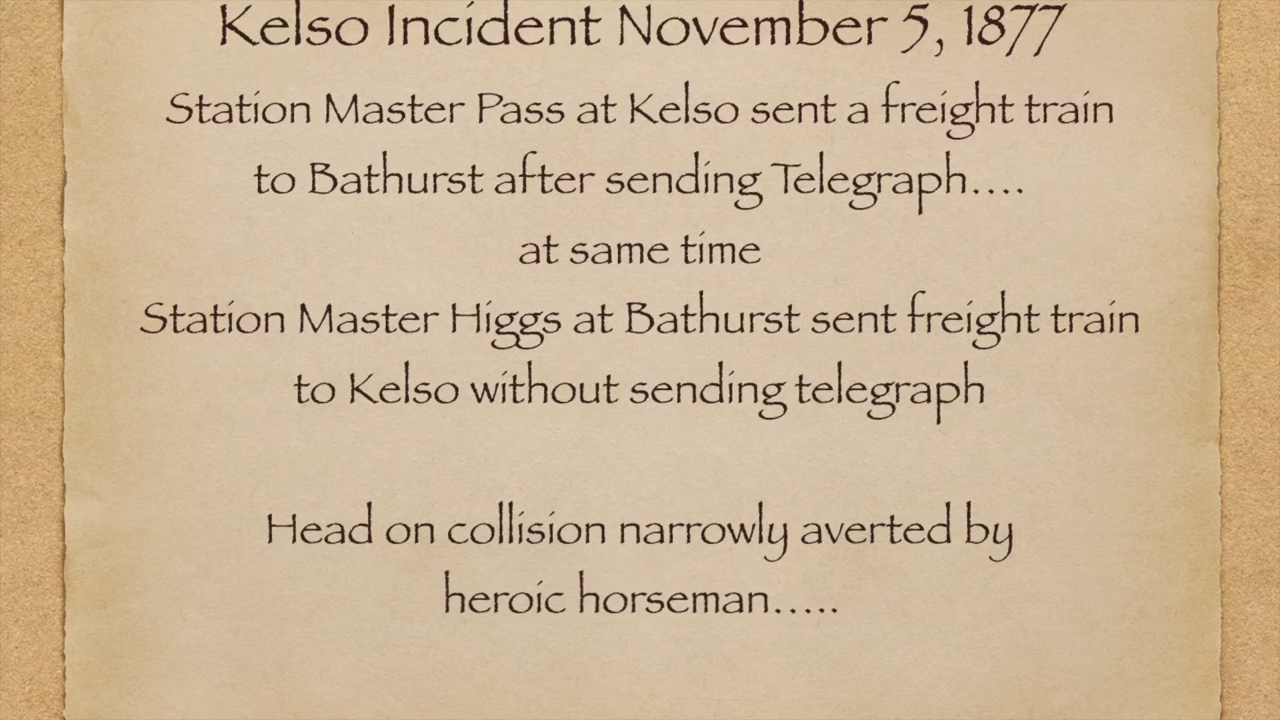 Kelso Incident November 5, 1877
Station Master Pass at Kelso sent a freight train
to Bathurst after sending Telegraph....
at same time
Station Master Higgs at Bathurst sent freight train
to Kelso without sending telegraph
Head on collision narrowly averted by
heroic horseman.....